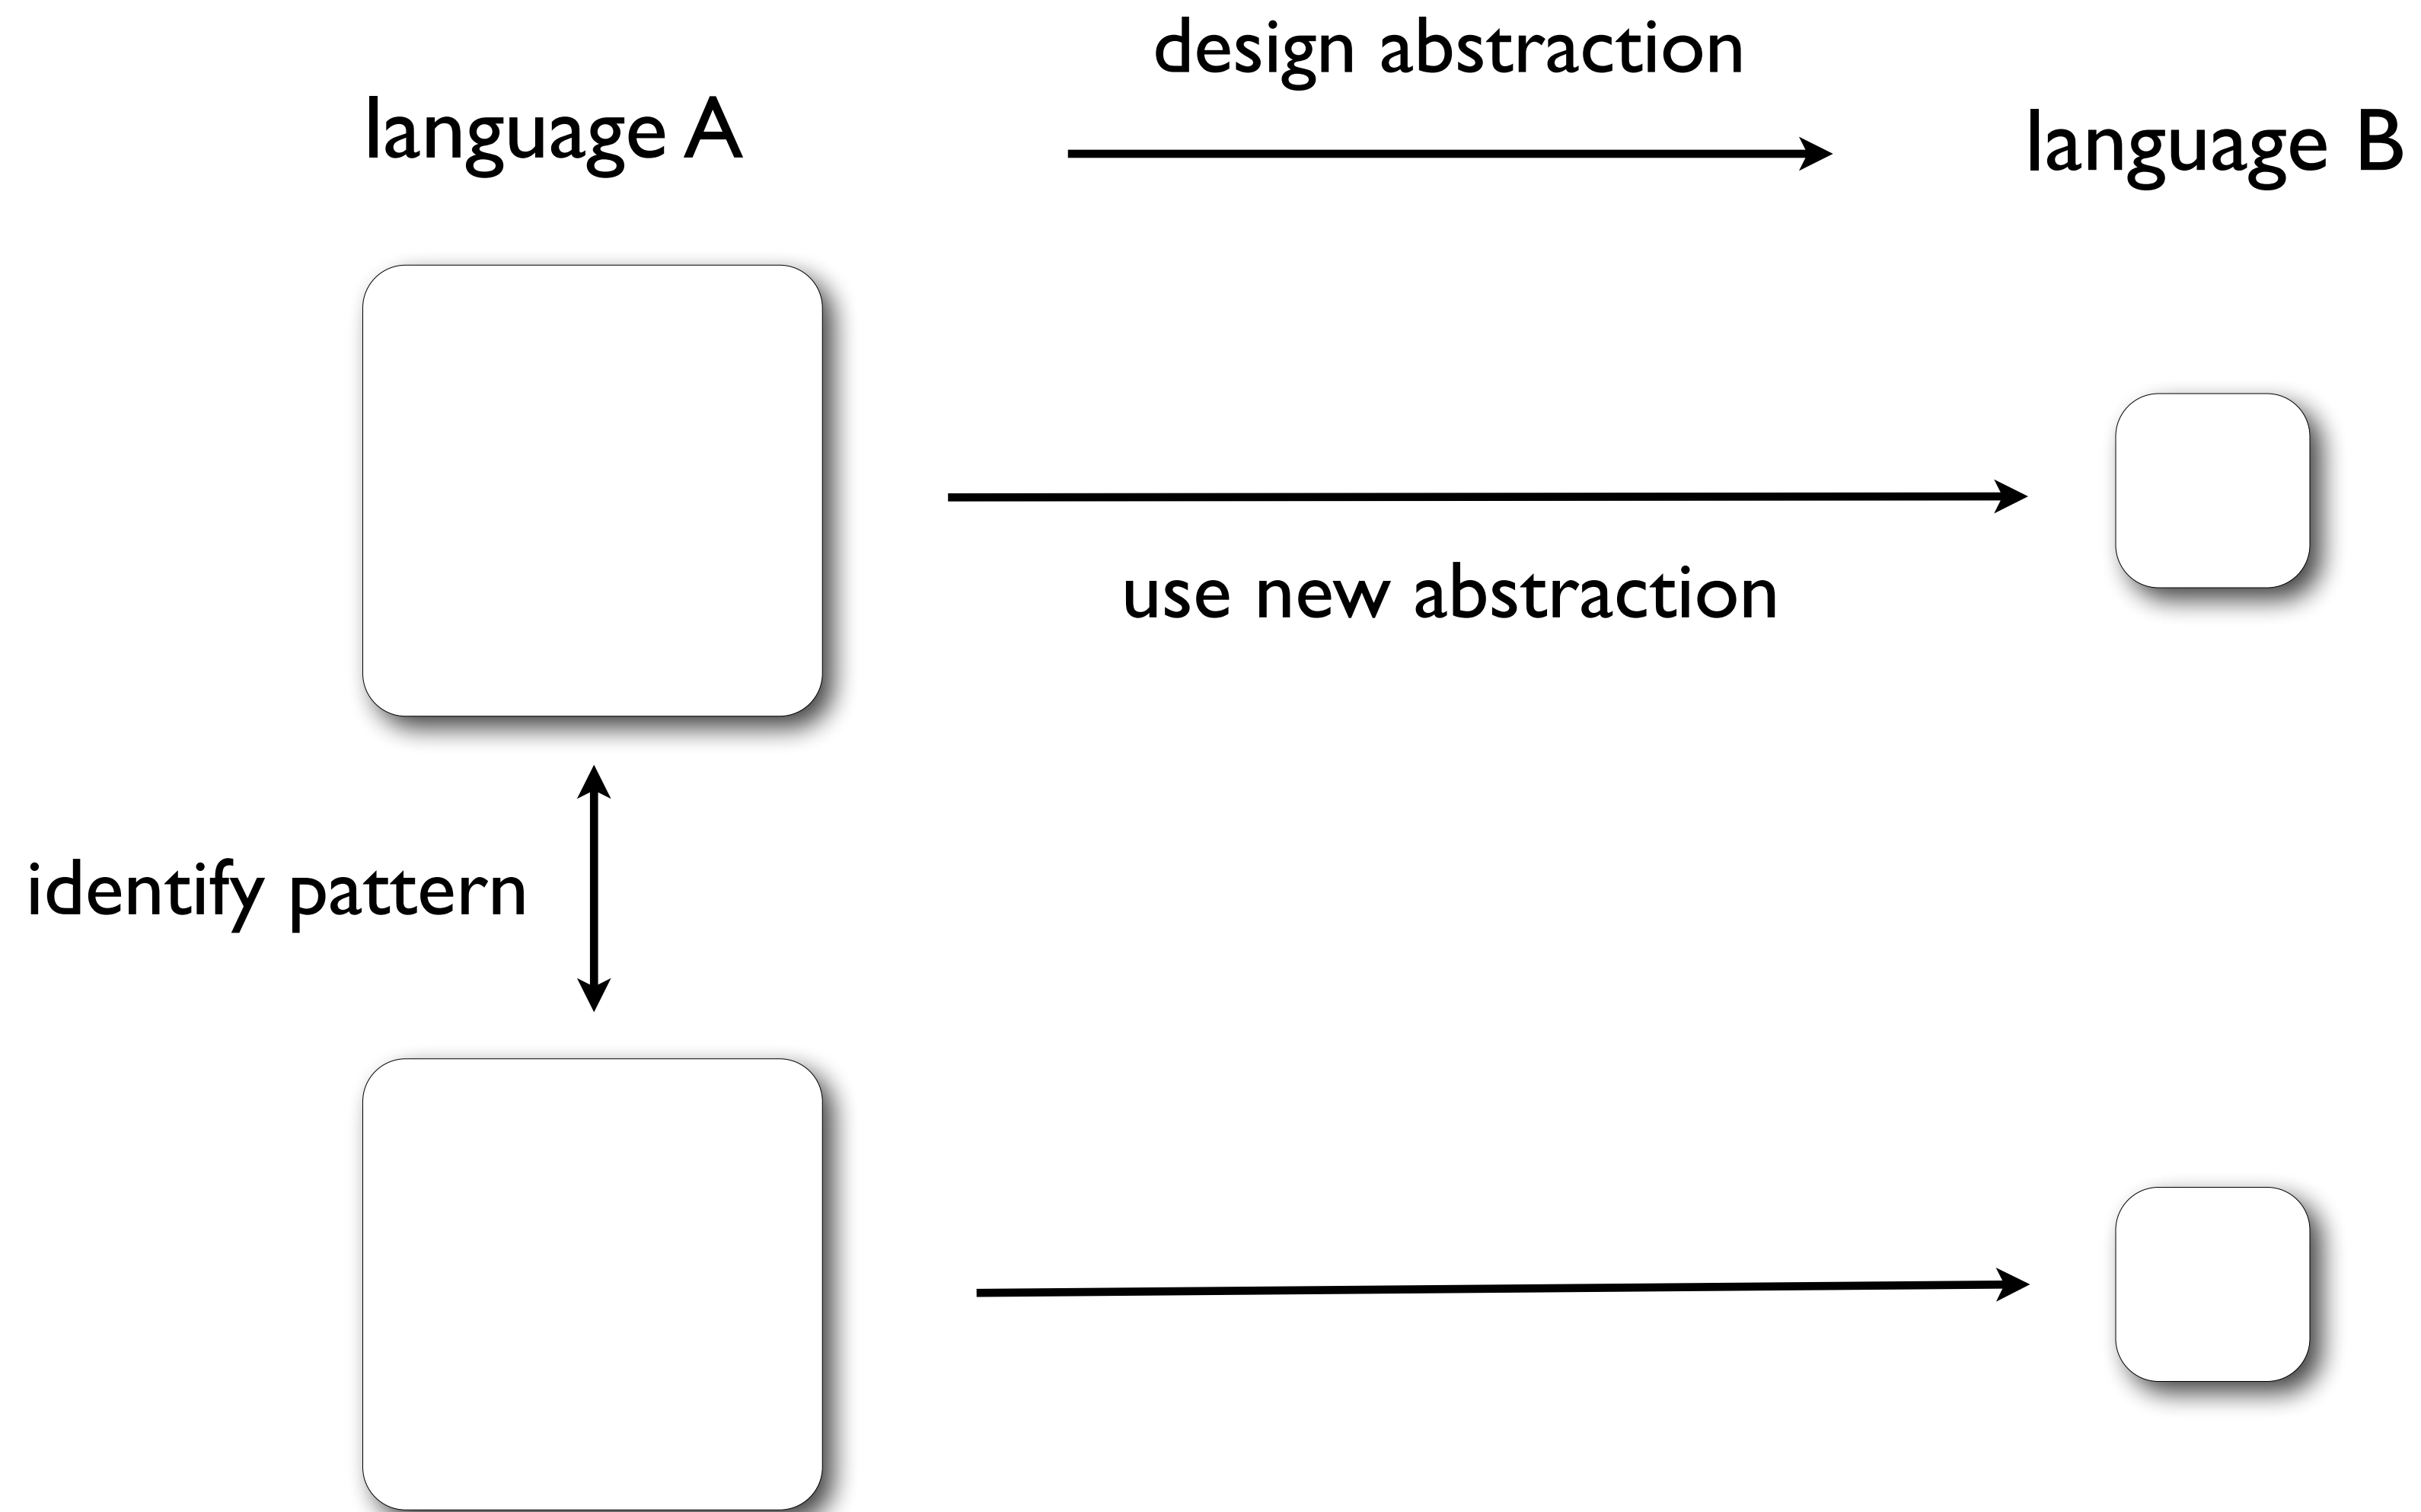 design abstraction
language A
language B
use new abstraction
identify pattern